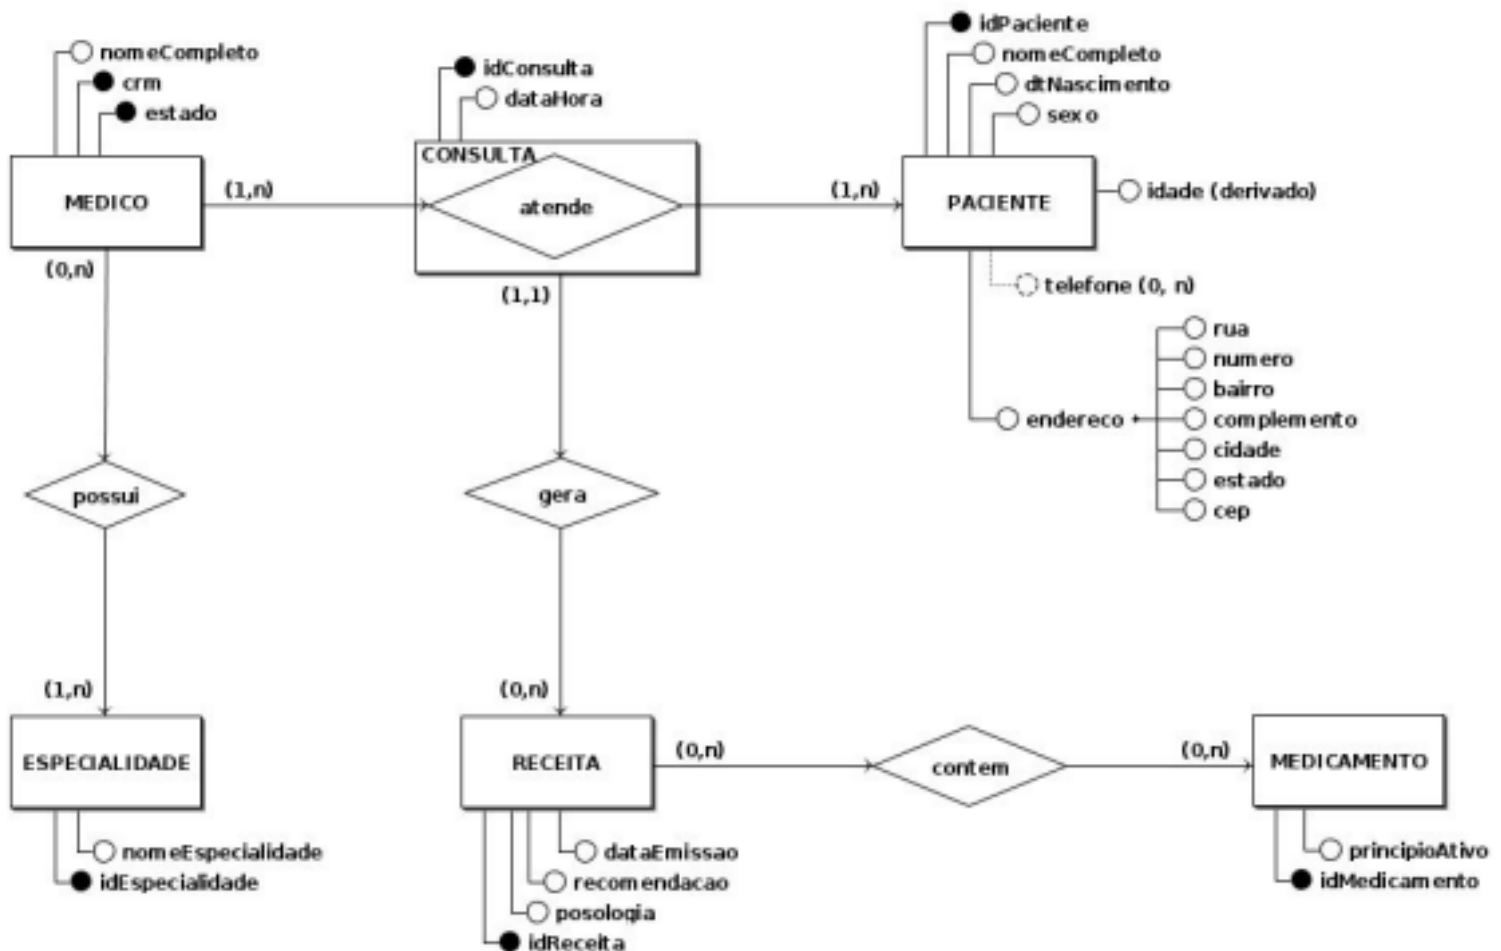 nomeCompleto
crm
estado
MEDICO
(1,n)
(0,n)
idConsulta
dataHora
CONSULTA
atende
(1,1)
(1,n)
idPaciente
nomeCompleto
dtNascimento
sexo
PACIENTE
idade (derivado)
telefone (0, n)
endereco
rua
numero
bairro
complemento
cidade
estado
cep
possui
gera
(1,n)
ESPECIALIDADE
nomeEspecialidade
idEspecialidade
(0,n)
RECEITA
(0,n)
contem
(0,n)
MEDICAMENTO
dataEmissao
recomendacao
posologia
idReceita
principioAtivo
idMedicamento